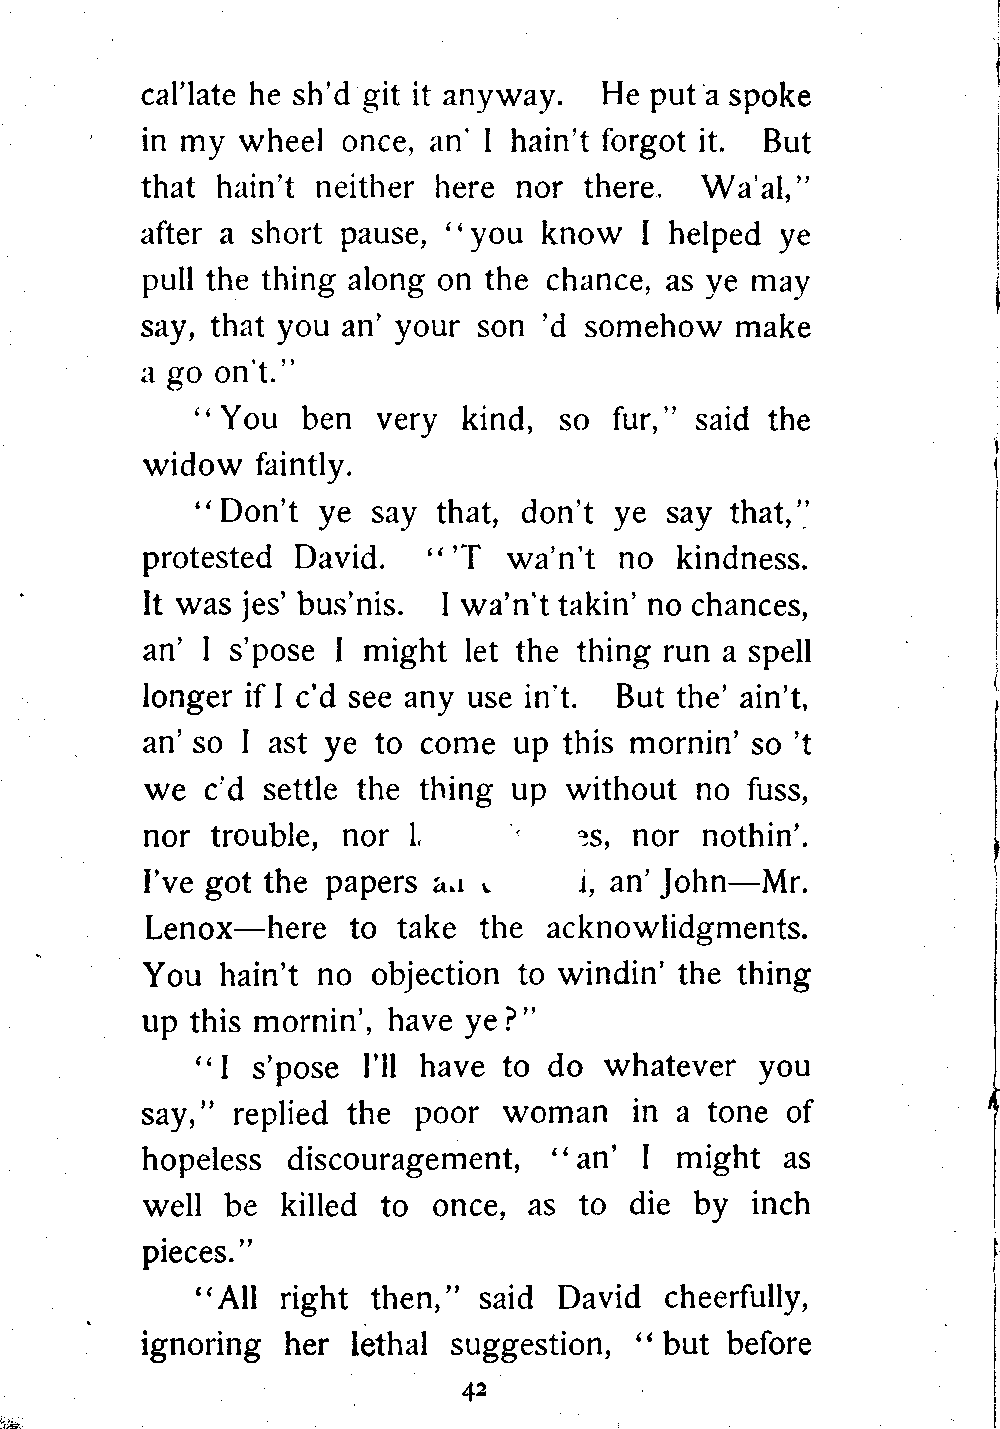 cal'late he sh'd git it anyway. He put a spoke
in my wheel once, an' I hain't forgot it. But
that hain't neither here nor there. Wa'al,"
after a short pause, "you know I helped ye
pull the thing along on the chance, as ye may
say, that you an' your son 'd somehow make
a go on't."
"You ben very kind, so fur," said the
widow faintly.
"Don't ye say that, don't ye say that,"
protested David. "'T wa'n't no kindness.
It was jes' bus'nis. I wa'n't takin' no chances,
an' I s'pose I might let the thing run a spell
longer if I c'd see any use in't. But the' ain't,
an' so I ast ye to come up this mornin' so 't
we c'd settle the thing up without no fuss,
nor trouble, nor nor nothin'.
I've got the papers an' John—Mr.
Lenox—here to take the acknowlidgments.
You hain't no objection to windin' the thing
up this mornin', have ye?"
"I s'pose I'll have to do whatever you
say," replied the poor woman in a tone of
hopeless discouragement, "an' I might as
well be killed to once, as to die by inch
pieces."
"All right then," said David cheerfully,
ignoring her lethal suggestion, "but before
42